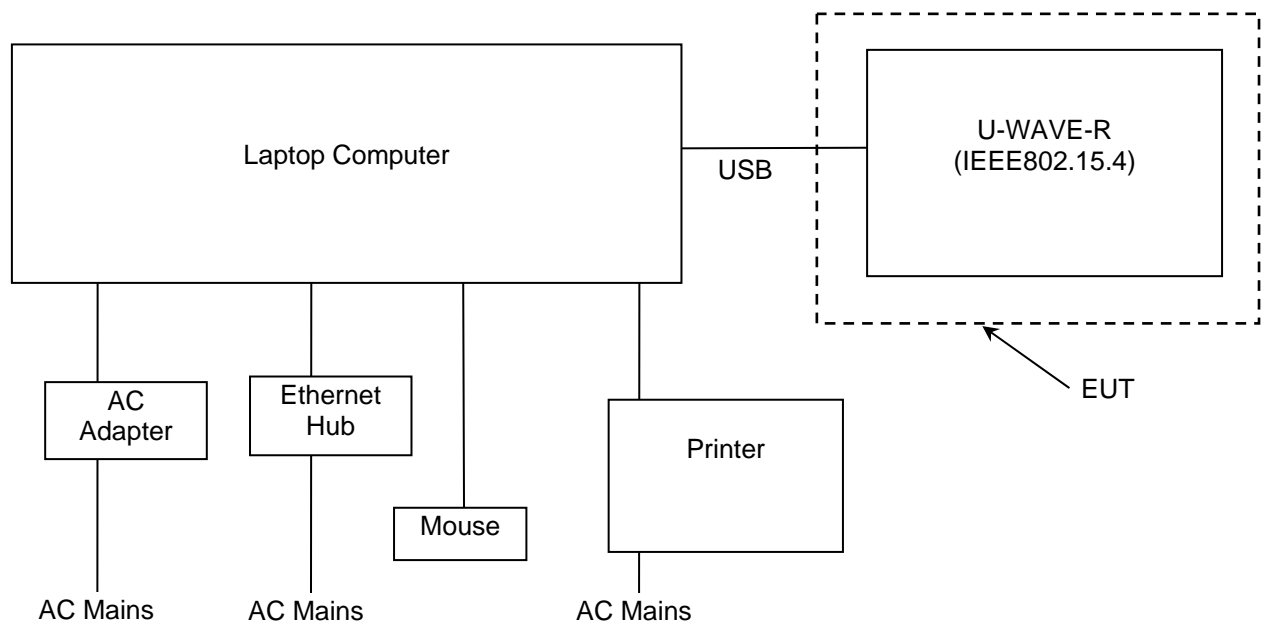 U-WAVE-R
(IEEE802.15.4)
Laptop Computer
USB
EUT
AC
Adapter
Ethernet
Hub
Printer
Mouse
AC Mains
AC Mains
AC Mains